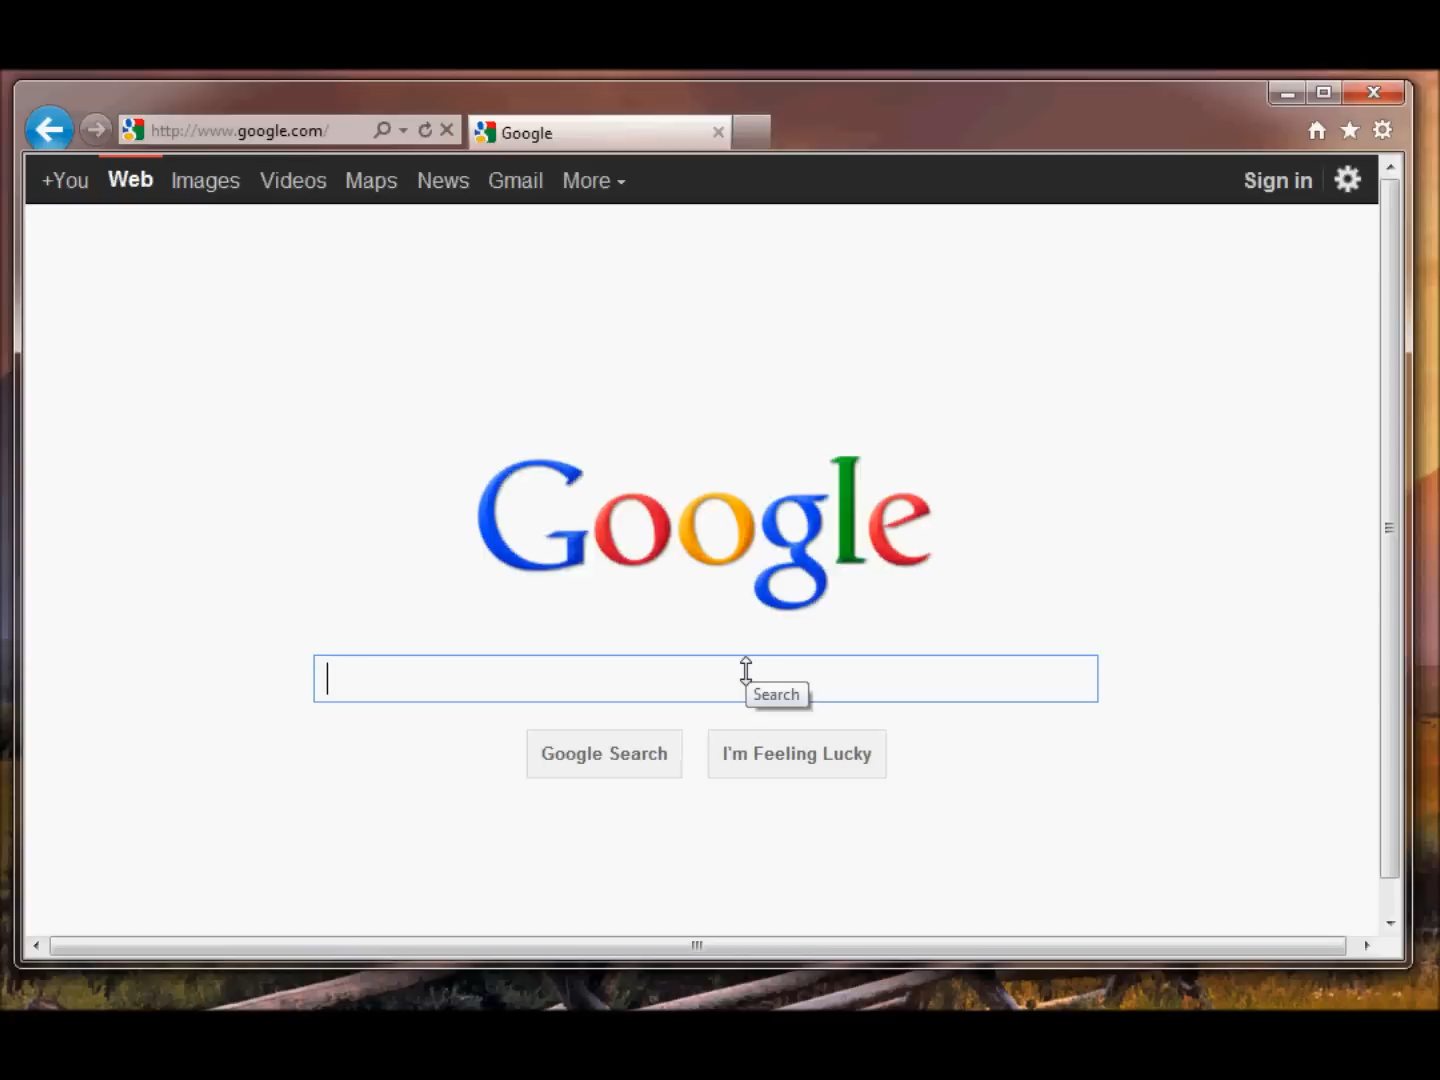 http://www.google.com/ Google
+You Web Images Videos Maps News Gmail More Sign in
Google
Search
Google Search I'm Feeling Lucky